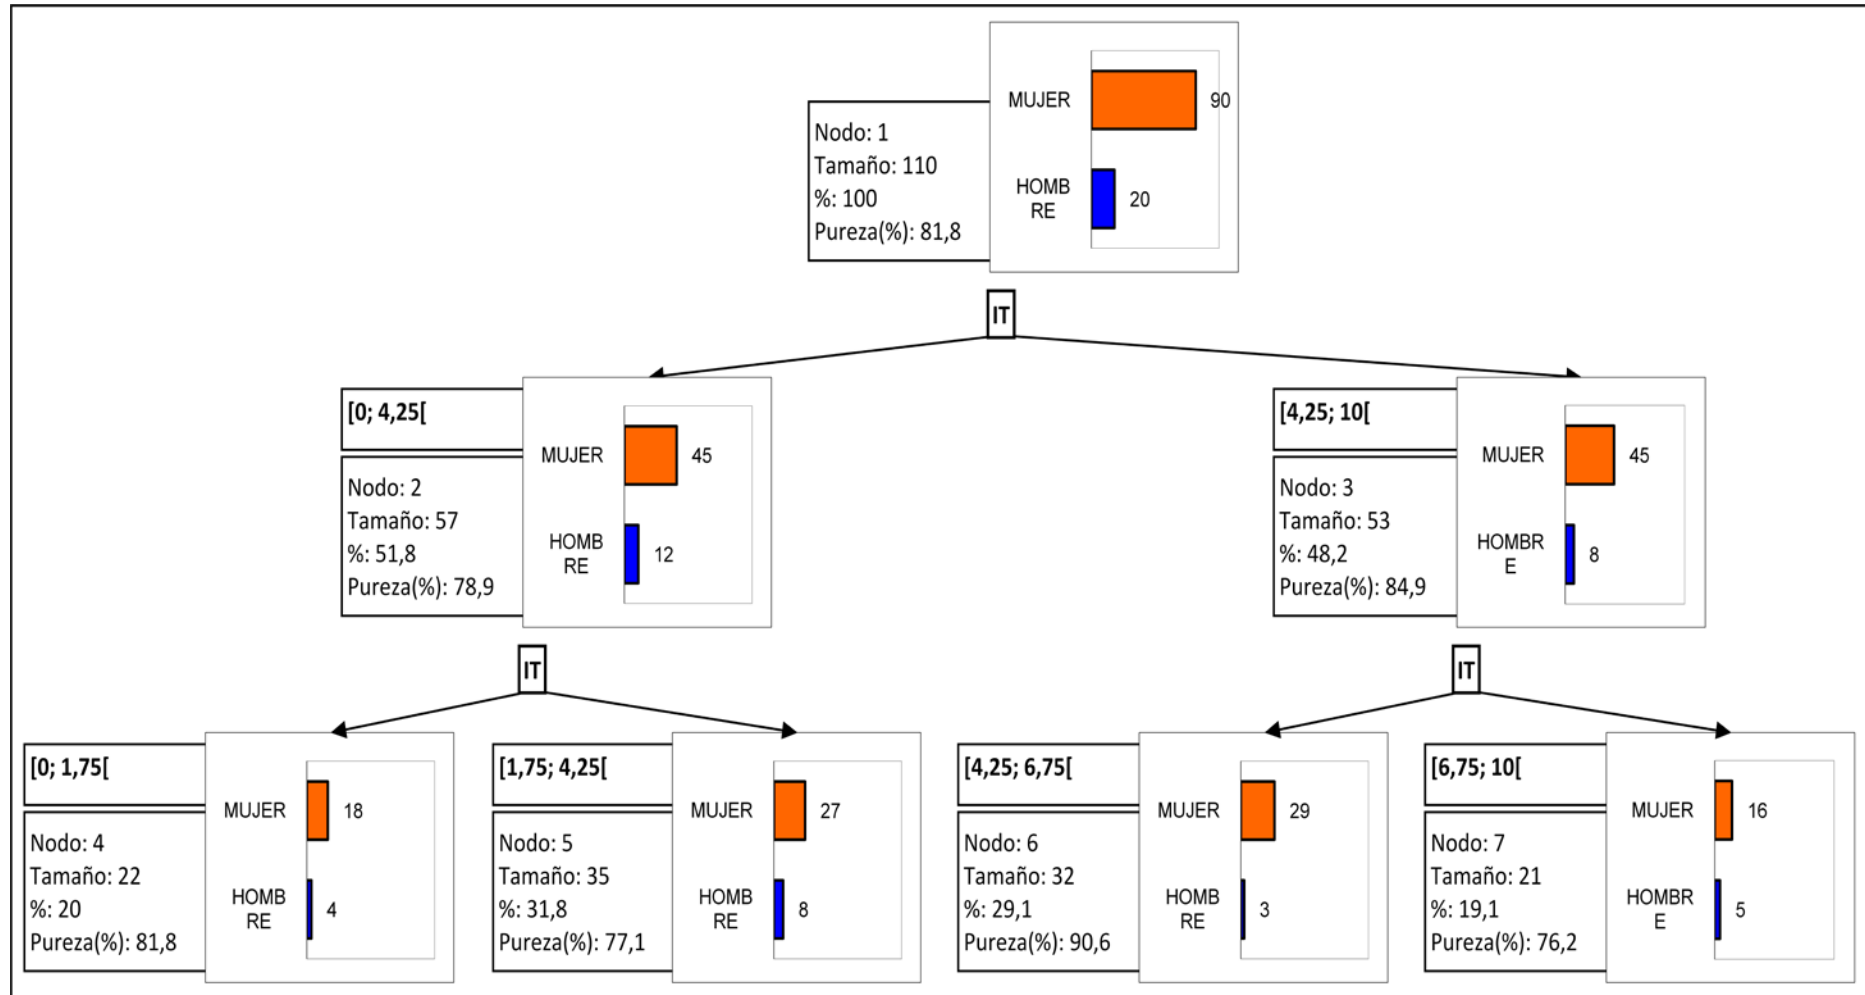 MUJER
90
HOMB
RE
20
Nodo: 1
Tamaño: 110
%: 100
Pureza(%): 81,8
IT
[0; 4,25[
Nodo: 2
Tamaño: 57
%: 51,8
Pureza(%): 78,9
MUJER
45
HOMB
RE
12
[4,25; 10[
Nodo: 3
Tamaño: 53
%: 48,2
Pureza(%): 84,9
MUJER
45
HOMBR
E
8
IT
IT
[0; 1,75[
Nodo: 4
Tamaño: 22
%: 20
Pureza(%): 81,8
MUJER
18
HOMB
RE
4
[1,75; 4,25[
Nodo: 5
Tamaño: 35
%: 31,8
Pureza(%): 77,1
MUJER
27
HOMB
RE
8
[4,25; 6,75[
Nodo: 6
Tamaño: 32
%: 29,1
Pureza(%): 90,6
MUJER
29
HOMB
RE
3
[6,75; 10[
Nodo: 7
Tamaño: 21
%: 19,1
Pureza(%): 76,2
MUJER
16
HOMBR
E
5